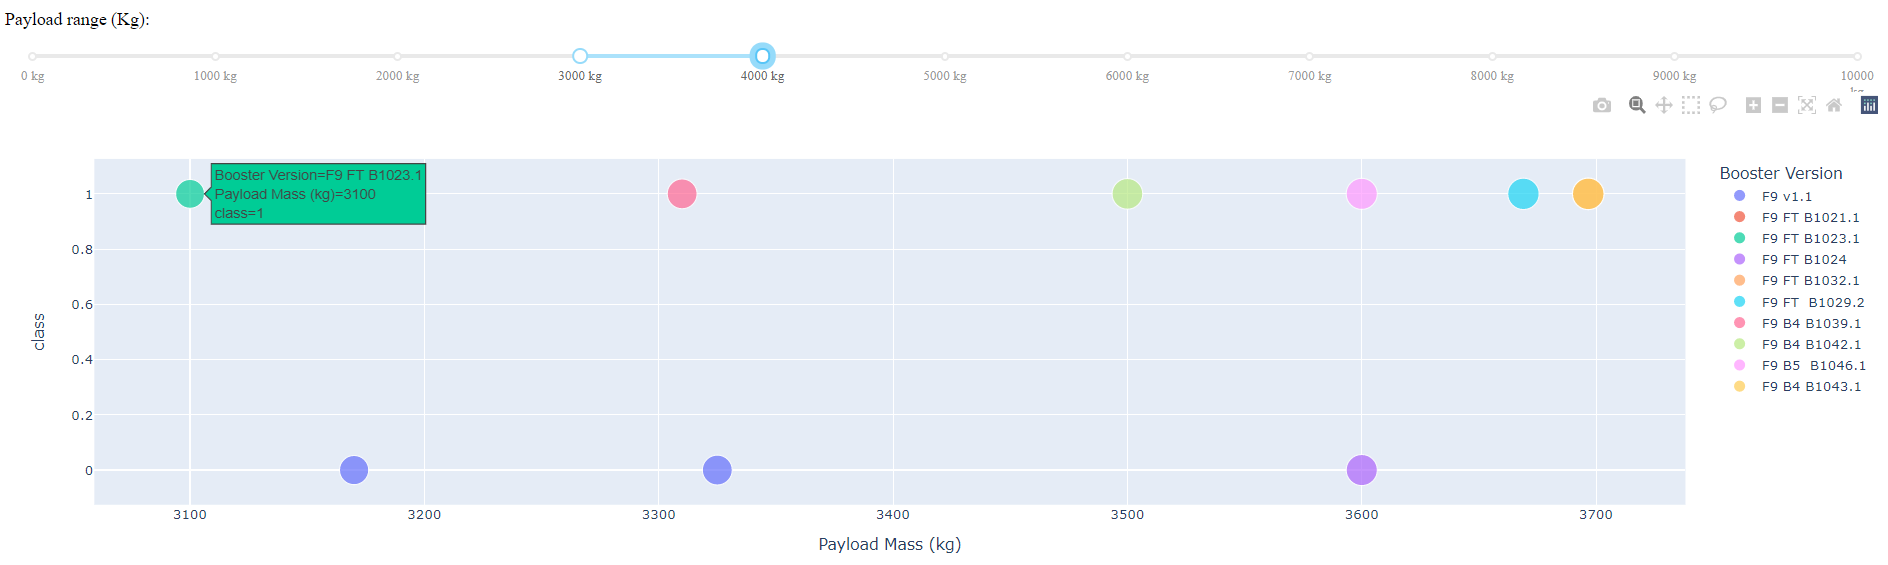 Payload range (Kg):
0 kg 1000 kg 2000 kg 3000 kg 4000 kg 5000 kg 6000 kg 7000 kg 8000 kg 9000 kg 10000
Booster Version=F9 FT B1023.1
Payload Mass (kg)=3100
class=1
1
0.8
0.6
0.4
0.2
0
class
3100 3200 3300 3400 3500 3600 3700
Payload Mass (kg)
Booster Version
F9 v1.1
F9 FT B1021.1
F9 FT B1023.1
F9 FT B1024
F9 FT B1032.1
F9 FT  B1029.2
F9 B4 B1039.1
F9 B4 B1042.1
F9 B5  B1046.1
F9 B4 B1043.1